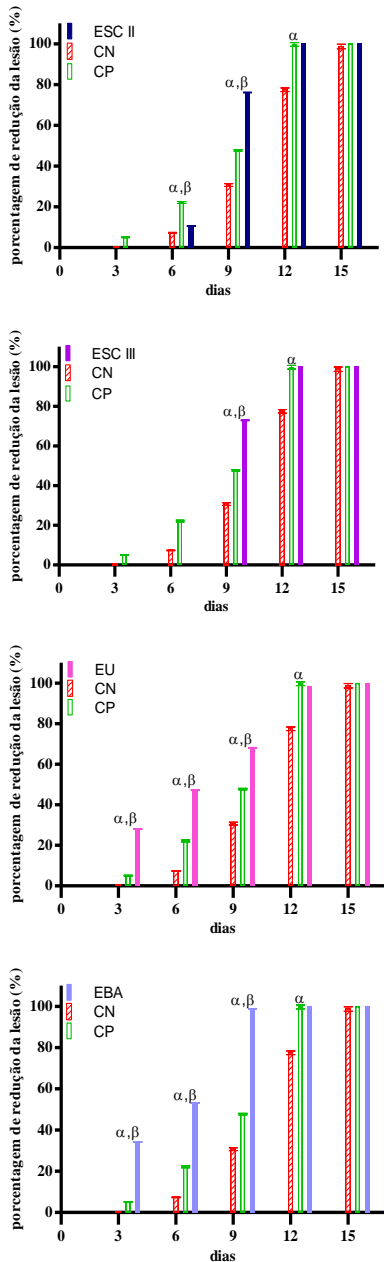 porcentagem de redução da lesão (%)
ESC II
CN
CP
100
80
60
40
20
0
α,β
α,β
α
0 3 6 9 12 15
dias
porcentagem de redução da lesão (%)
ESC III
CN
CP
100
80
60
40
20
0
α,β
α
0 3 6 9 12 15
dias
porcentagem de redução da lesão (%)
EU
CN
CP
100
80
60
40
20
0
α,β
α,β
α,β
α
0 3 6 9 12 15
dias
porcentagem de redução da lesão (%)
EBA
CN
CP
100
80
60
40
20
0
α,β
α,β
α,β
α
0 3 6 9 12 15
dias